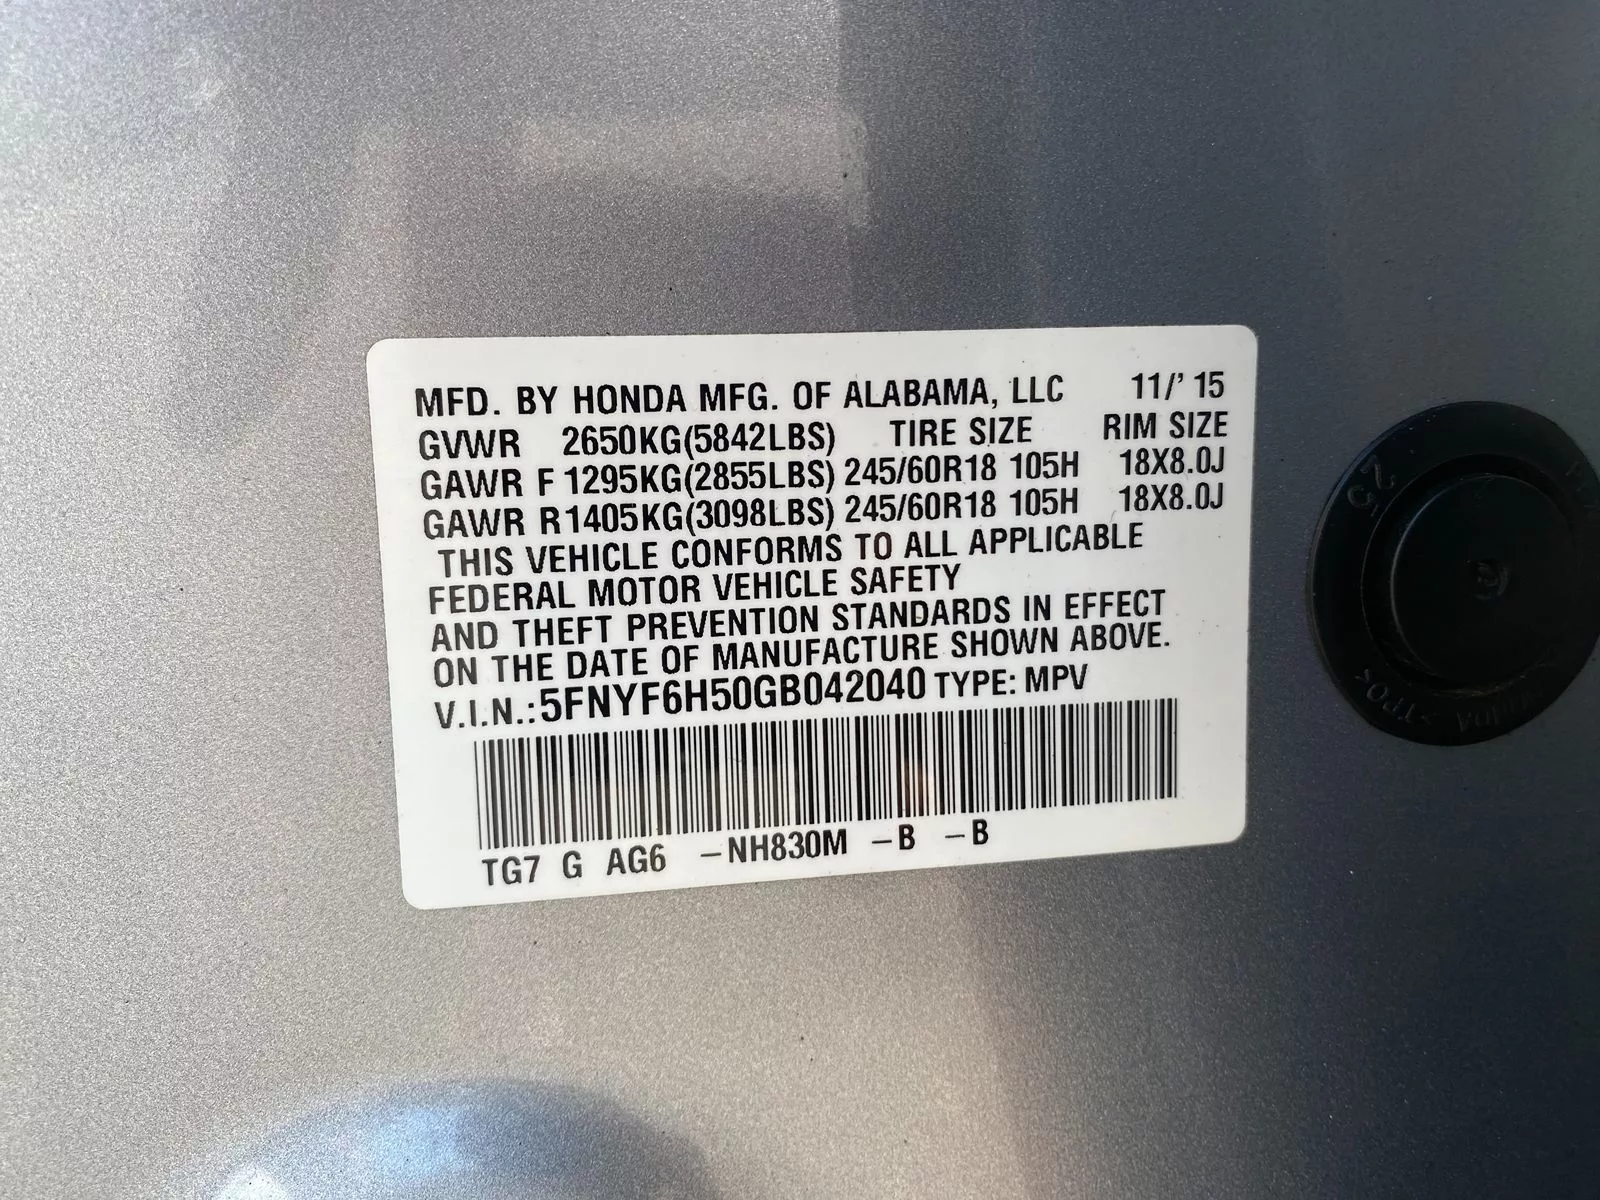 MFD. BY HONDA MFG. OF ALABAMA, LLC 11/' 15
GVWR 2650KG(5842LBS) TIRE SIZE RIM SIZE
GAWR F 1295KG(2855LBS) 245/60R18 105H 18X8.0J
GAWR R1405KG(3098LBS) 245/60R18 105H 18X8.0J
THIS VEHICLE CONFORMS TO ALL APPLICABLE
FEDERAL MOTOR VEHICLE SAFETY
AND THEFT PREVENTION STANDARDS IN EFFECT
ON THE DATE OF MANUFACTURE SHOWN ABOVE.
V.I.N.:5FNYF6H50GB042040 TYPE: MPV
TG7 G AG6 -NH830M -B -B
25
>TPO<